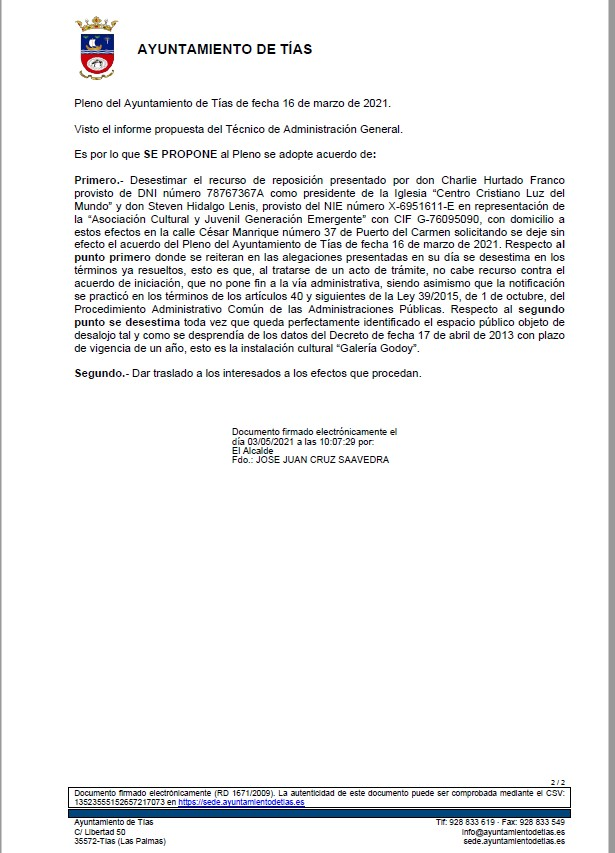 AYUNTAMIENTO DE TÍAS
Pleno del Ayuntamiento de Tías de fecha 16 de marzo de 2021.
Visto el informe propuesta del Técnico de Administración General.
Es por lo que SE PROPONE al Pleno se adopte acuerdo de:
Primero.- Desestimar el recurso de reposición presentado por don Charlie Hurtado Franco
provisto de DNI número 78767367A como presidente de la Iglesia “Centro Cristiano Luz del
Mundo” y don Steven Hidalgo Lenis, provisto del NIE número X-6951611-E en representación de
la “Asociación Cultural y Juvenil Generación Emergente” con CIF G-76095090, con domicilio a
estos efectos en la calle César Manrique número 37 de Puerto del Carmen solicitando se deje sin
efecto el acuerdo del Pleno del Ayuntamiento de Tías de fecha 16 de marzo de 2021. Respecto al
punto primero donde se reiteran en las alegaciones presentadas en su día se desestima en los
términos ya resueltos, esto es que, al tratarse de un acto de trámite, no cabe recurso contra el
acuerdo de iniciación, que no pone fin a la vía administrativa, siendo asimismo que la notificación
se practicó en los términos de los artículos 40 y siguientes de la Ley 39/2015, de 1 de octubre, del
Procedimiento Administrativo Común de las Administraciones Públicas. Respecto al segundo
punto se desestima toda vez que queda perfectamente identificado el espacio público objeto de
desalojo tal y como se desprendía de los datos del Decreto de fecha 17 de abril de 2013 con plazo
de vigencia de un año, esto es la instalación cultural “Galería Godoy”.
Segundo.- Dar traslado a los interesados a los efectos que procedan.
Documento firmado electrónicamente el
día 03/05/2021 a las 10:07:29 por:
El Alcalde
Fdo.: JOSE JUAN CRUZ SAAVEDRA
2 / 2
Documento firmado electrónicamente (RD 1671/2009). La autenticidad de este documento puede ser comprobada mediante el CSV:
13523555152657217073 en https://sede.ayuntamientodetias.es
Ayuntamiento de Tías Tlf: 928 833 619 - Fax: 928 833 549
C/ Libertad 50 info@ayuntamientodetias.es
35572-Tías (Las Palmas) sede.ayuntamientodetias.es